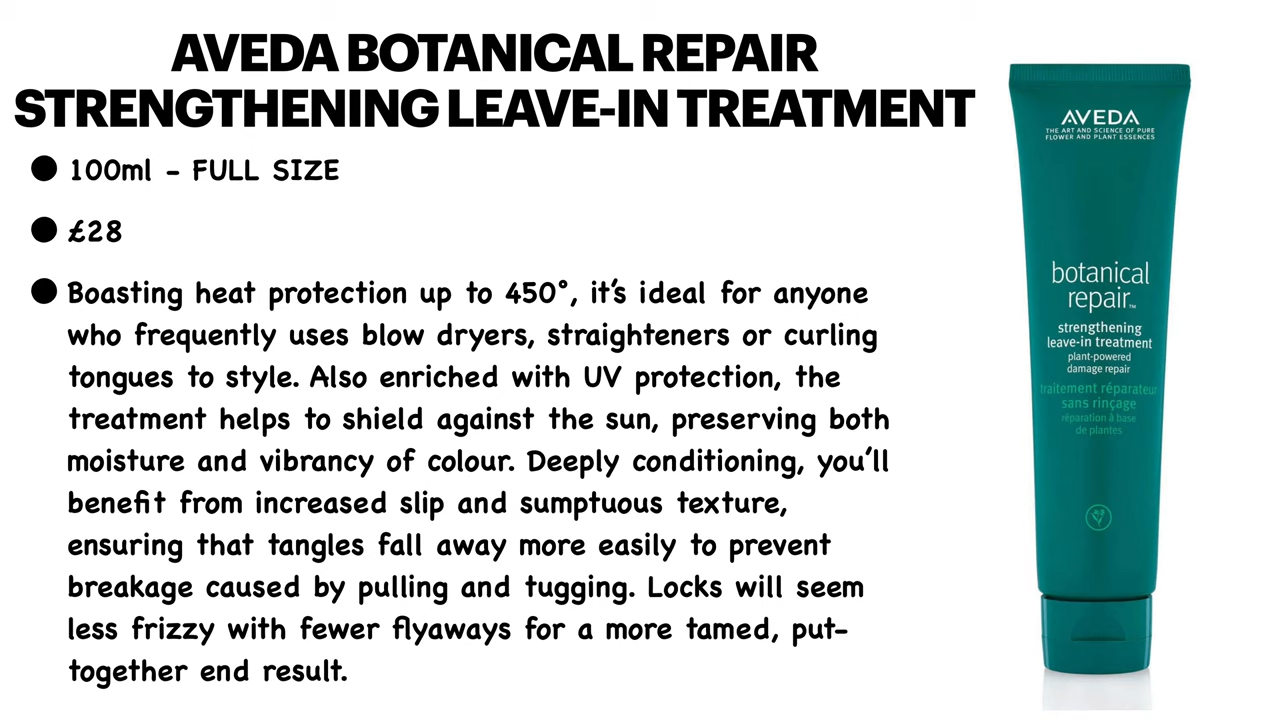 AVEDA BOTANICAL REPAIR
STRENGTHENING LEAVE-IN TREATMENT
● 100ml - FULL SIZE
● £28
● Boasting heat protection up to 450°, it's ideal for anyone
who frequently uses blow dryers, straighteners or curling
tongues to style. Also enriched with UV protection, the
treatment helps to shield against the sun, preserving both
moisture and vibrancy of colour. Deeply conditioning, you'll
benefit from increased slip and sumptuous texture,
ensuring that tangles fall away more easily to prevent
breakage caused by pulling and tugging. Locks will seem
less frizzy with fewer flyaways for a more tamed, put-
together end result.
AVEDA
THE ART AND SCIENCE OF PURE
FLOWER AND PLANT ESSENCES
botanical
repair™
strengthening
leave-in treatment
plant-powered
damage repair
traitement réparateur
sans rinçage
réparation à base
de plantes